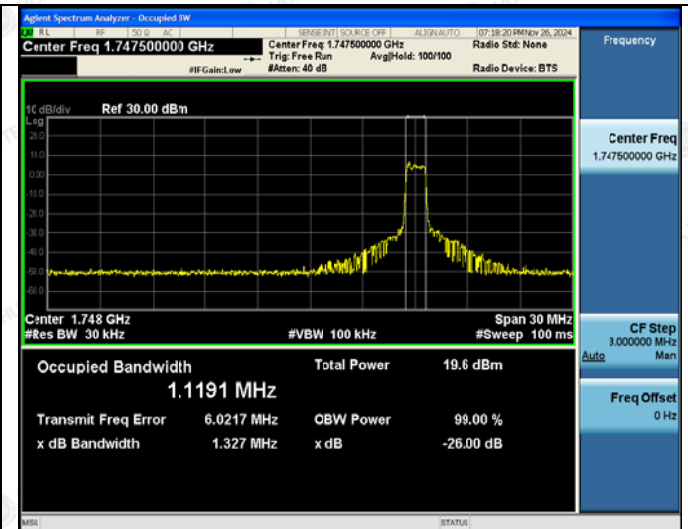 Agilent Spectrum Analyzer - Occupied BW
RL RF 50 Ω AC SENSE:INT SOURCE OFF ALIGN AUTO 07:18:20 PM Nov 26, 2024
Center Freq 1.747500000 GHz
Center Freq: 1.747500000 GHz
Radio Std: None
Trig: Free Run Avg|Hold: 100/100
#IFGain:Low #Atten: 40 dB Radio Device: BTS
Frequency
10 dB/div Ref 30.00 dBm
Log
20.0
10.0
0.00
-10.0
-20.0
-30.0
-40.0
-50.0
-60.0
Center Freq
1.747500000 GHz
Center 1.748 GHz Span 30 MHz
#Res BW 30 kHz #VBW 100 kHz #Sweep 100 ms
CF Step
3.000000 MHz
Auto Man
Occupied Bandwidth Total Power 19.6 dBm
1.1191 MHz
Transmit Freq Error 6.0217 MHz OBW Power 99.00 %
x dB Bandwidth 1.327 MHz x dB -26.00 dB
Freq Offset
0 Hz
MSG STATUS